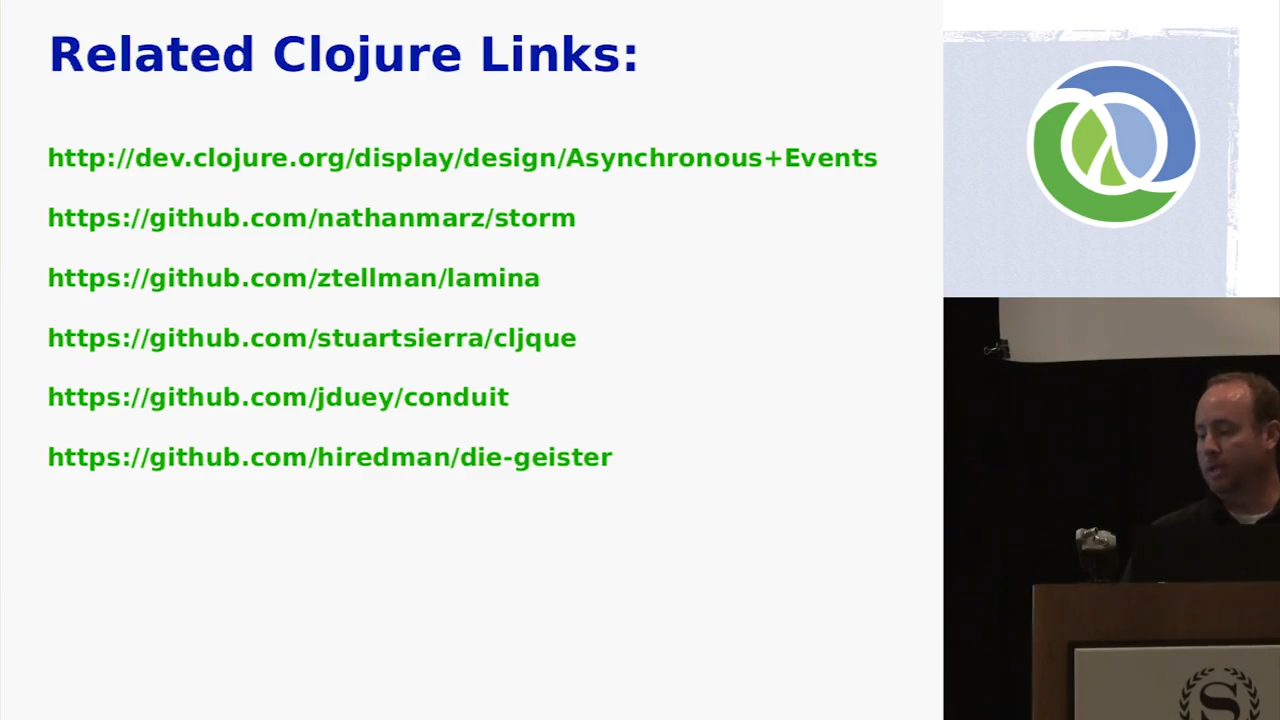 Related Clojure Links:
http://dev.clojure.org/display/design/Asynchronous+Events
https://github.com/nathanmarz/storm
https://github.com/ztellman/lamina
https://github.com/stuartsierra/cljque
https://github.com/jduey/conduit
https://github.com/hiredman/die-geister
S